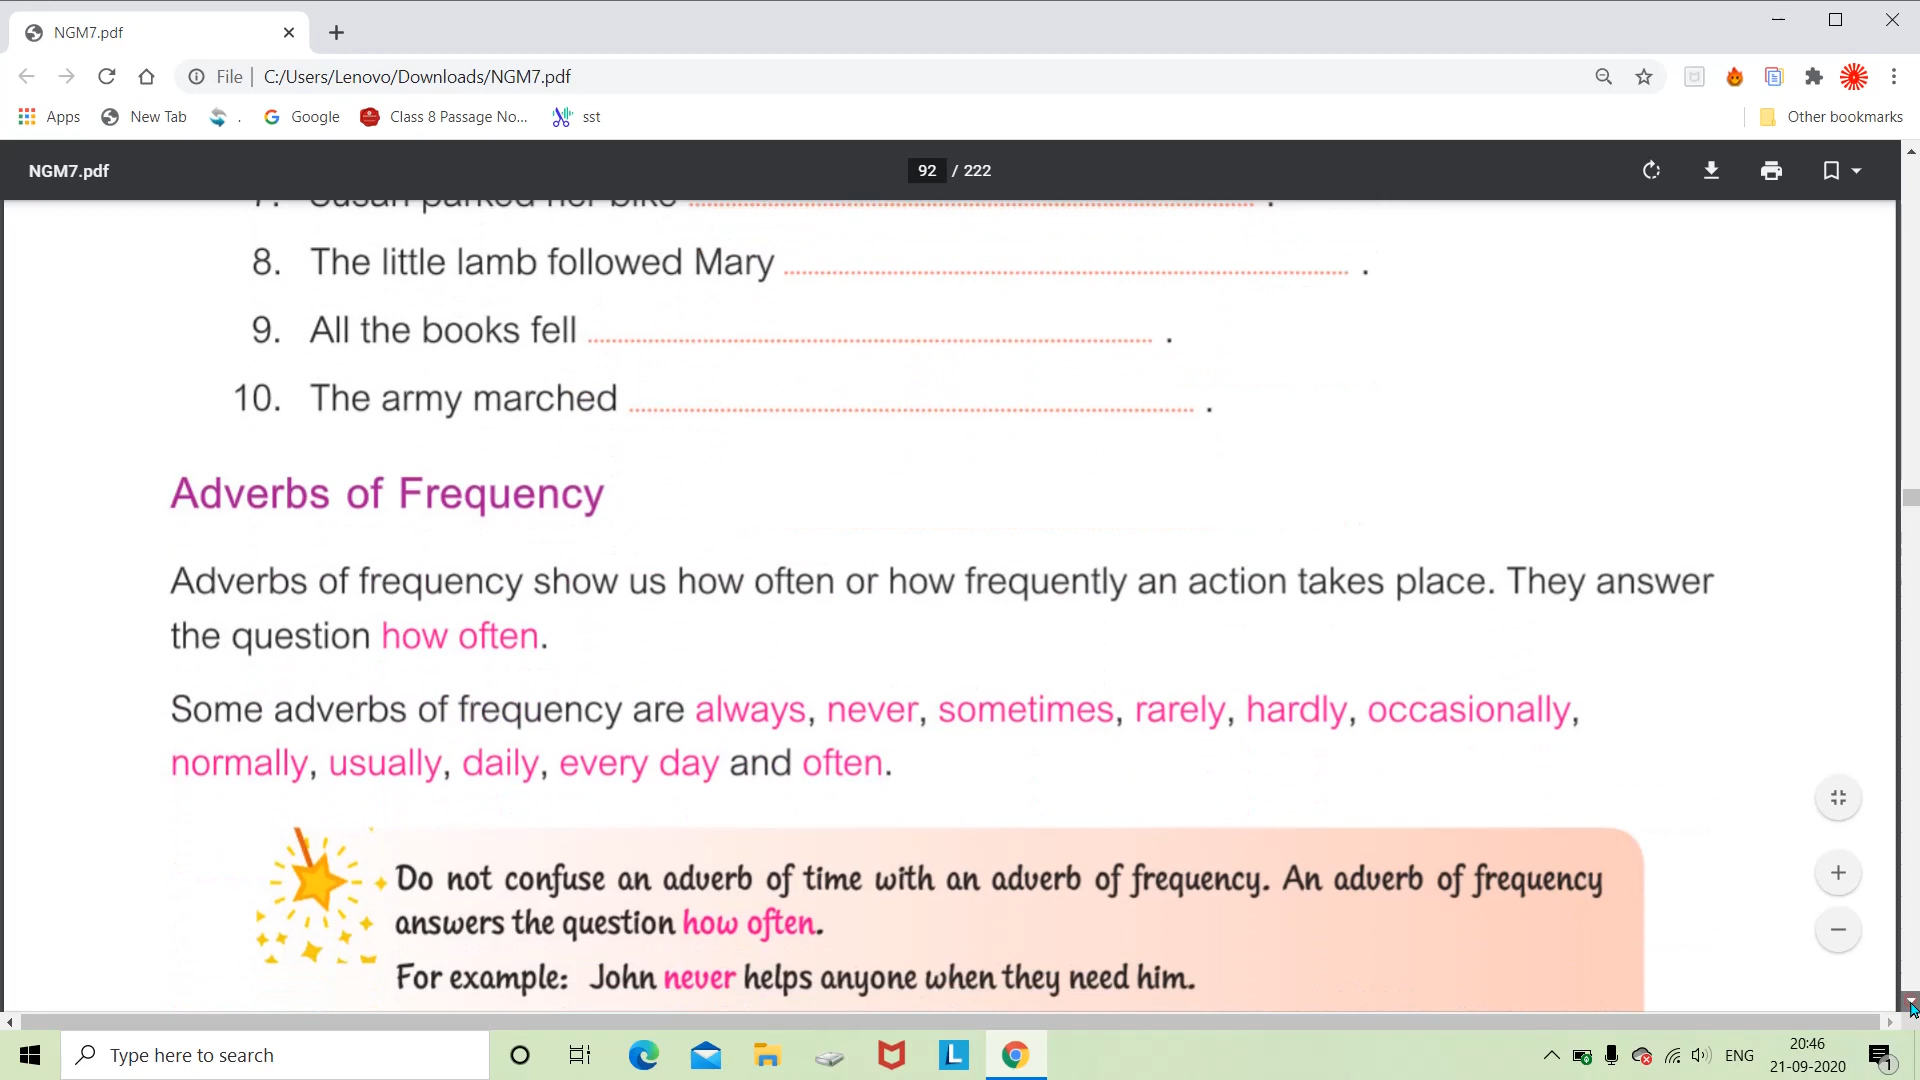 NGM7.pdf
File C:/Users/Lenovo/Downloads/NGM7.pdf
Apps New Tab . Google Class 8 Passage No... sst Other bookmarks
NGM7.pdf 92 / 222
7. Susan parked her bike .
8. The little lamb followed Mary .
9. All the books fell .
10. The army marched .
Adverbs of Frequency
Adverbs of frequency show us how often or how frequently an action takes place. They answer
the question how often.
Some adverbs of frequency are always, never, sometimes, rarely, hardly, occasionally,
normally, usually, daily, every day and often.
Do not confuse an adverb of time with an adverb of frequency. An adverb of frequency
answers the question how often.
For example: John never helps anyone when they need him.
Type here to search
L
ENG
20:46
21-09-2020
1